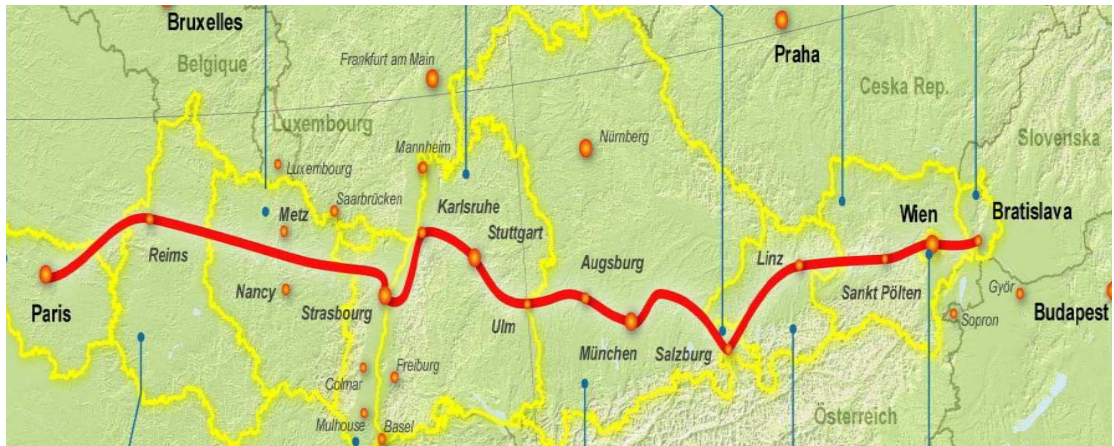 Bruxelles
Belgique
Frankfurt am Main
Praha
Ceska Rep.
Luxembourg
Slovenska
Nürnberg
Mannheim
Luxembourg
Saarbrücken
Metz
Karlsruhe
Wien
Bratislava
Reims
Stuttgart
Augsburg
Linz
Nancy
Strasbourg
Sankt Pölten
Győr
Paris
Ulm
Sopron
Budapest
München
Salzburg
Colmar
Freiburg
Österreich
Mulhouse
Basel